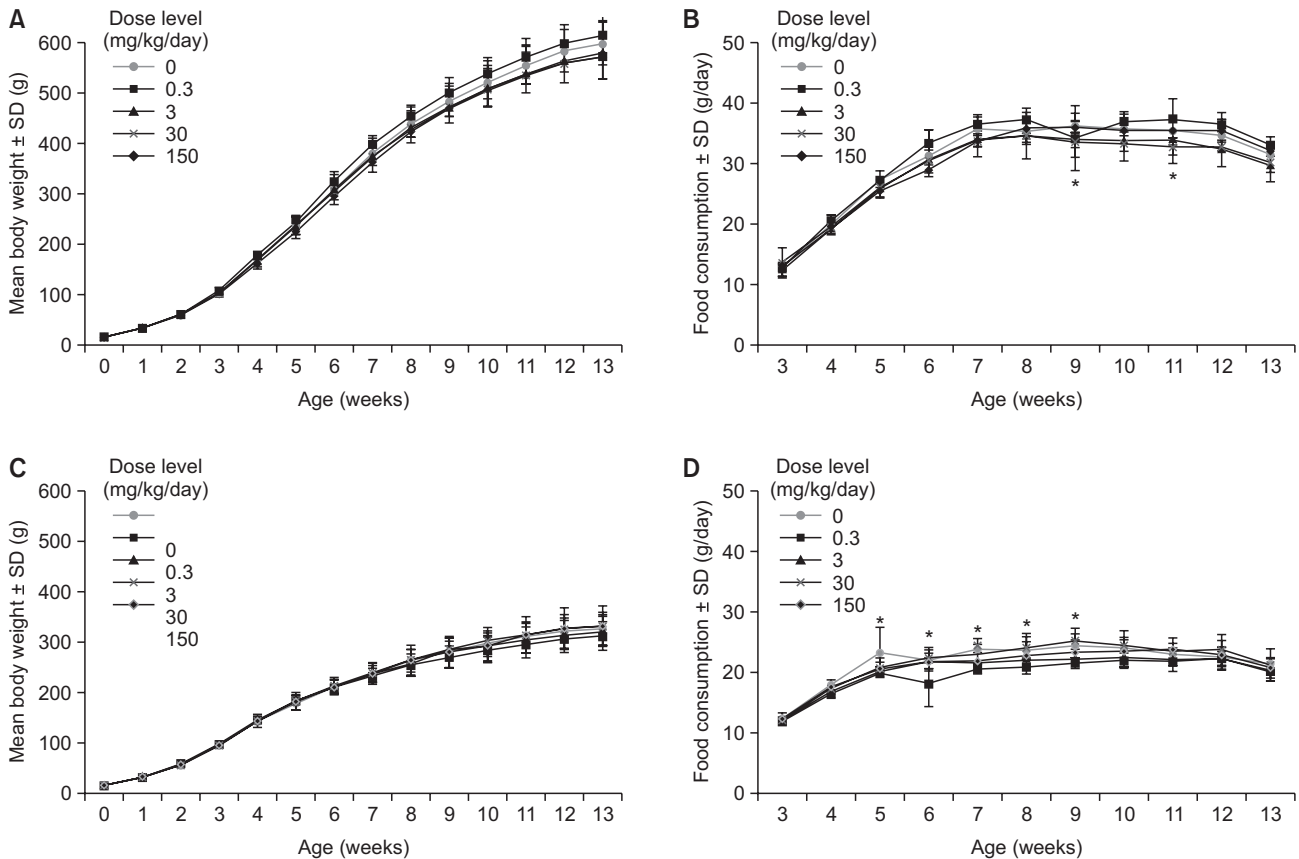 A
Dose level
(mg/kg/day)
0
0.3
3
30
150
Mean body weight ± SD (g)
600
500
400
300
200
100
0
0 1 2 3 4 5 6 7 8 9 10 11 12 13
Age (weeks)
B
Dose level
(mg/kg/day)
0
0.3
3
30
150
Food consumption ± SD (g/day)
50
40
30
20
10
0
* *
3 4 5 6 7 8 9 10 11 12 13
Age (weeks)
C
Dose level
(mg/kg/day)
0
0.3
3
30
150
Mean body weight ± SD (g)
600
500
400
300
200
100
0
0 1 2 3 4 5 6 7 8 9 10 11 12 13
Age (weeks)
D
Dose level
(mg/kg/day)
0
0.3
3
30
150
Food consumption ± SD (g/day)
50
40
30
20
10
0
* * * * *
3 4 5 6 7 8 9 10 11 12 13
Age (weeks)